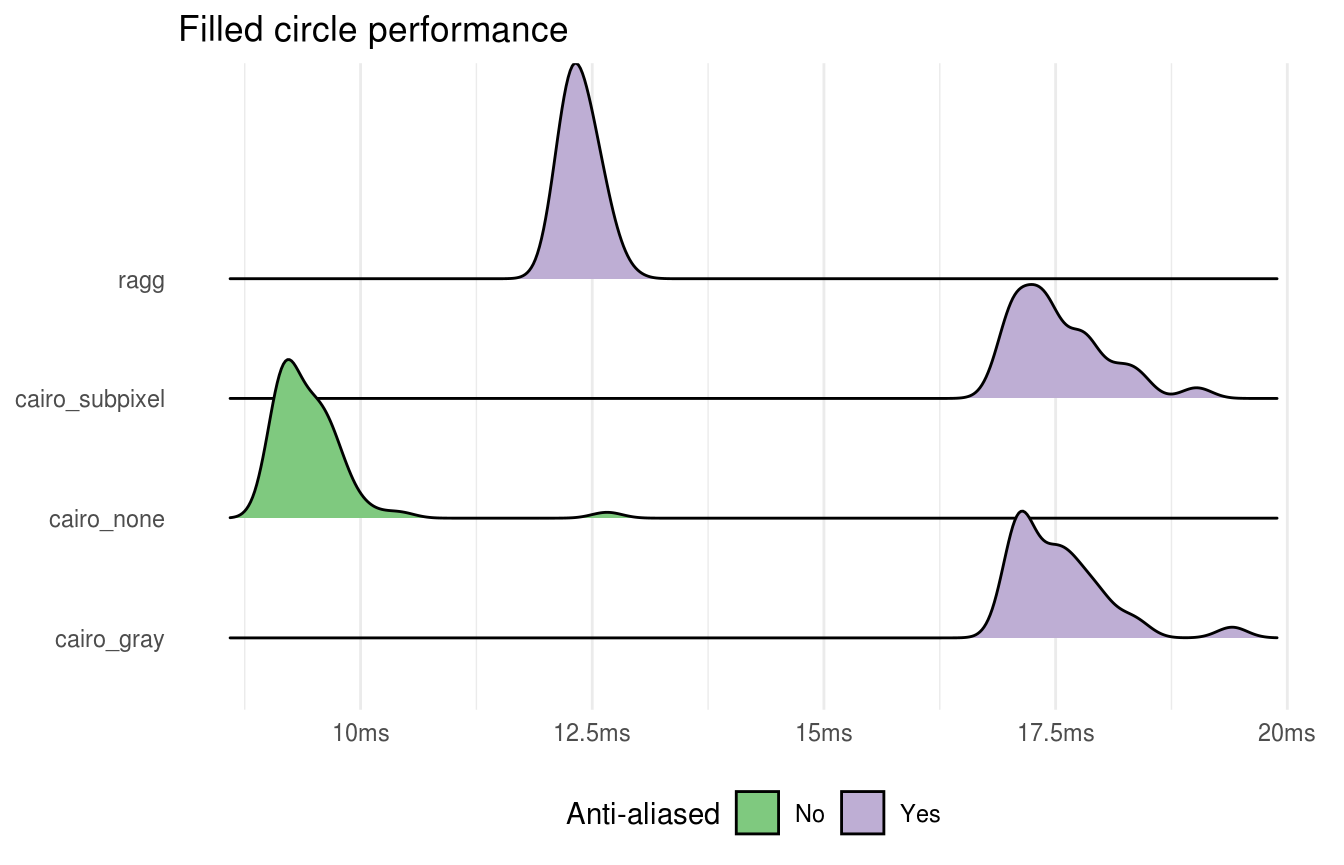 Filled circle performance
ragg
cairo_subpixel
cairo_none
cairo_gray
10ms 12.5ms 15ms 17.5ms 20ms
Anti-aliased No Yes